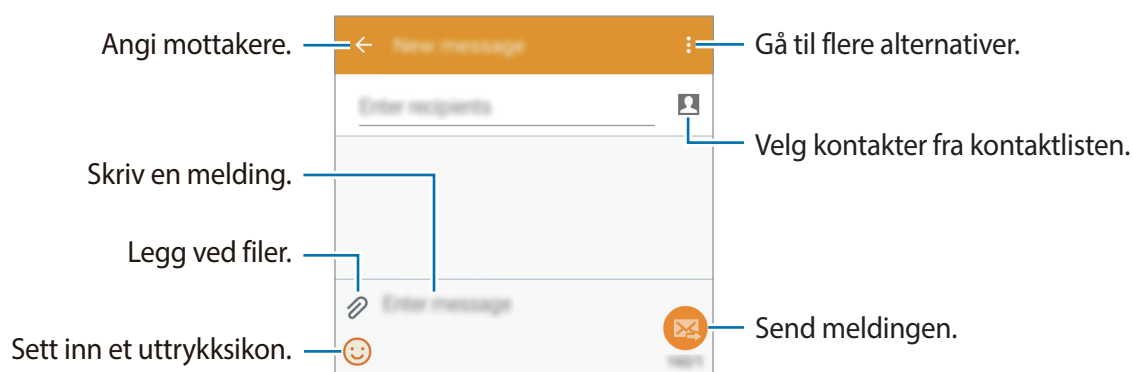 Angi mottakere.
New message
Gå til flere alternativer.
Enter recipients
Velg kontakter fra kontaktlisten.
Skriv en melding.
Legg ved filer.
Enter message
Send meldingen.
Sett inn et uttrykksikon.